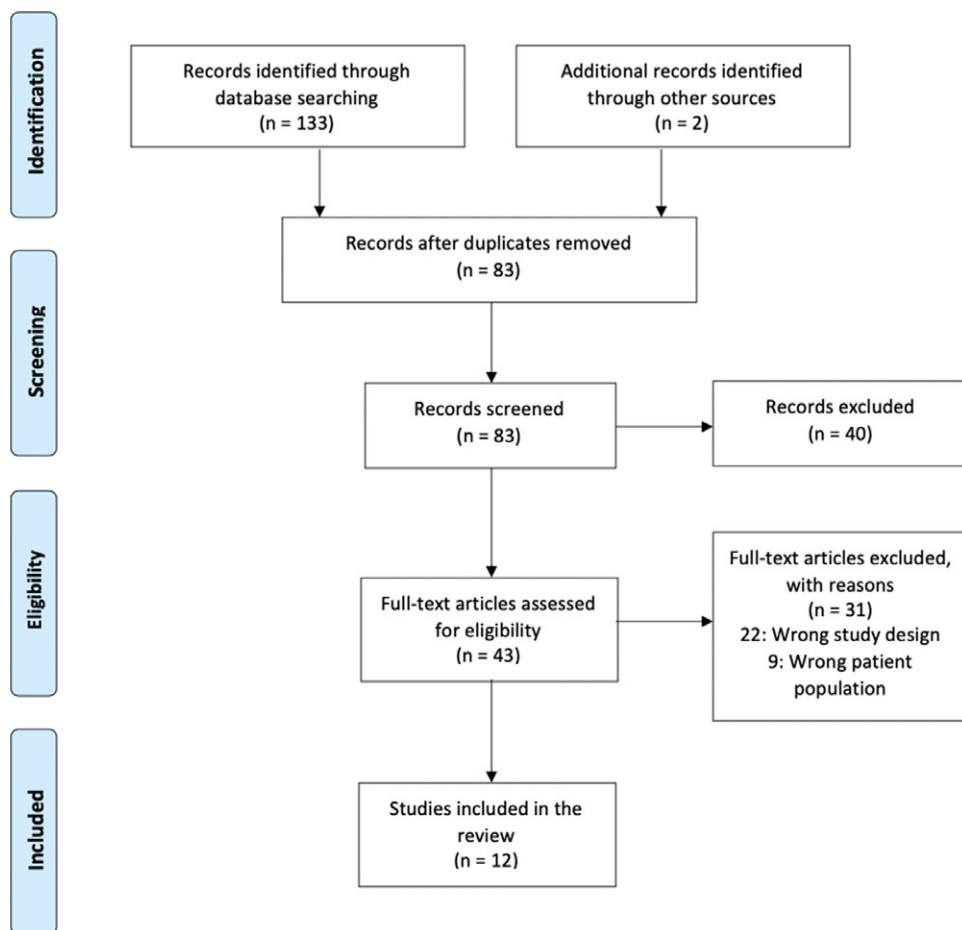 Identification
Records identified through
database searching
(n = 133)
Additional records identified
through other sources
(n = 2)
Records after duplicates removed
(n = 83)
Screening
Records screened
(n = 83)
Records excluded
(n = 40)
Eligibility
Full-text articles assessed
for eligibility
(n = 43)
Full-text articles excluded,
with reasons
(n = 31)
22: Wrong study design
9: Wrong patient
population
Included
Studies included in the
review
(n = 12)